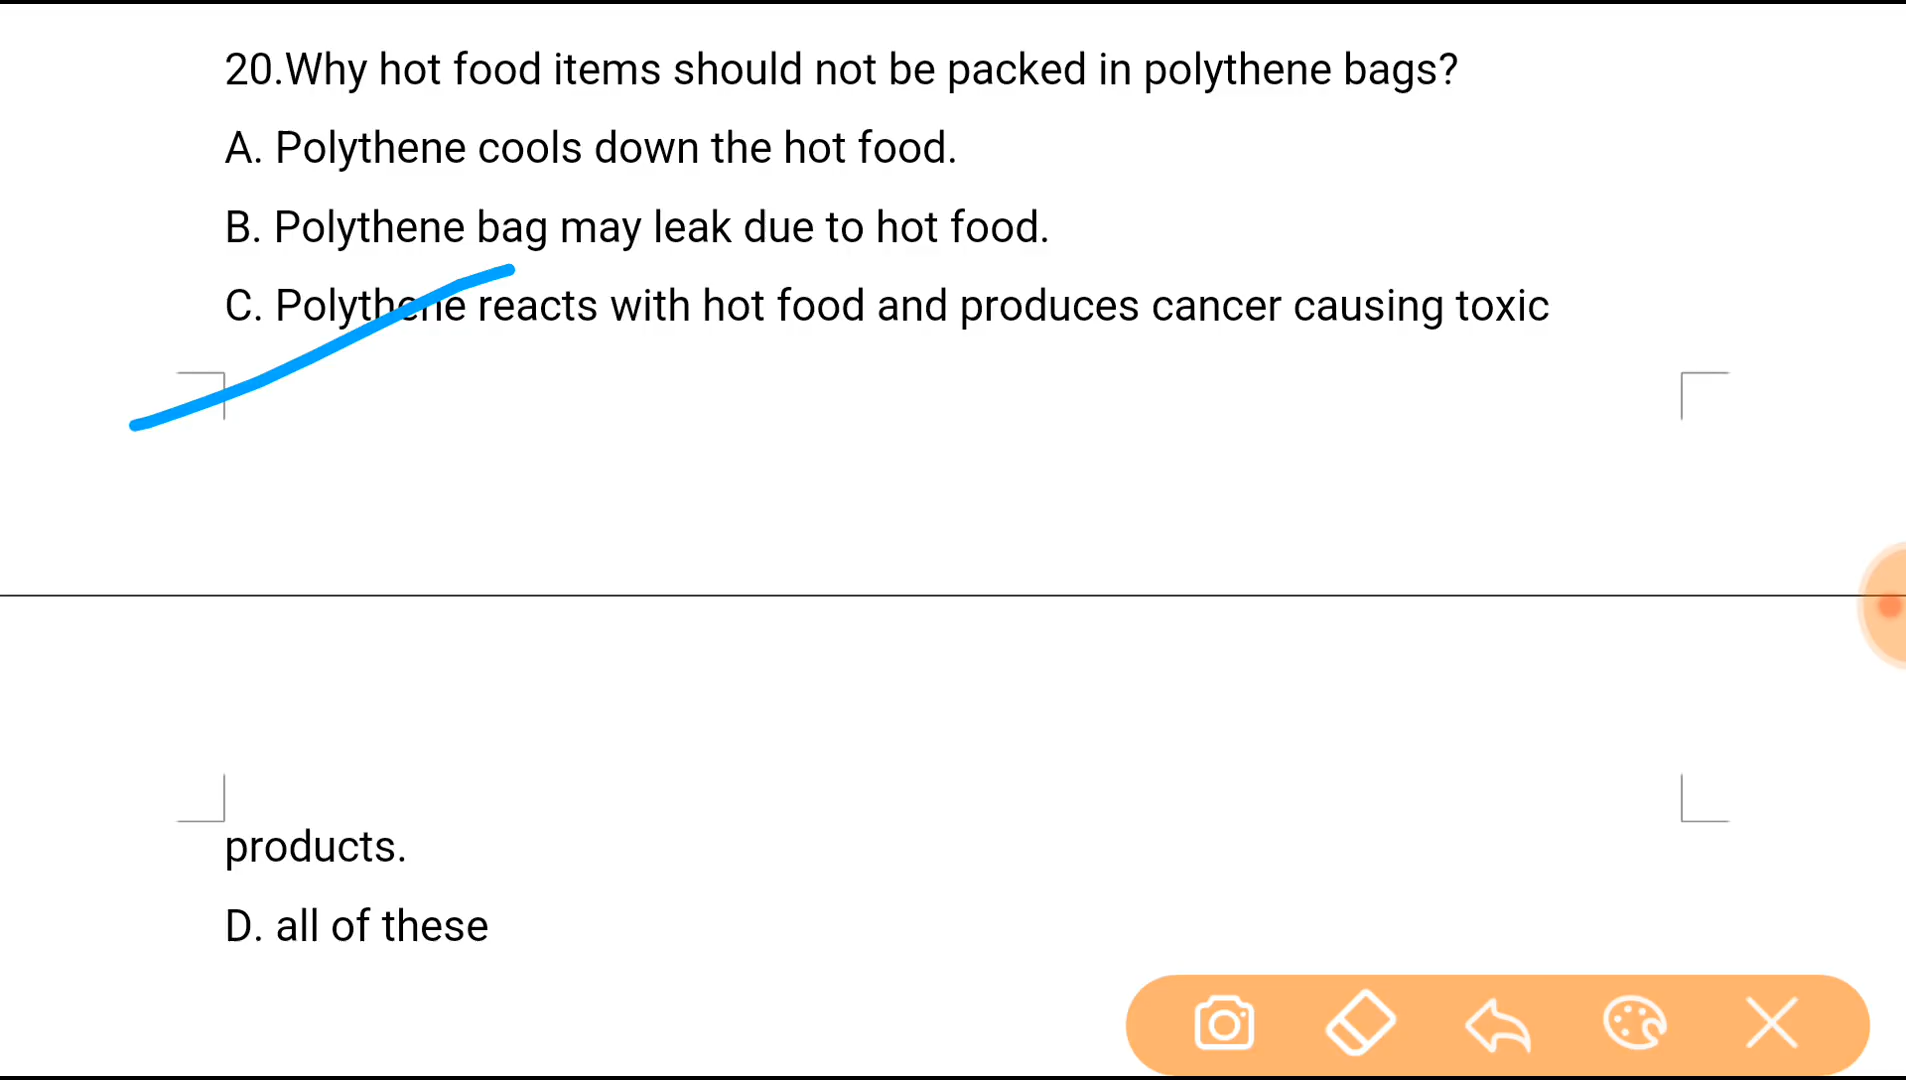 20.Why hot food items should not be packed in polythene bags?
A. Polythene cools down the hot food.
B. Polythene bag may leak due to hot food.
C. Polythene reacts with hot food and produces cancer causing toxic
products.
D. all of these